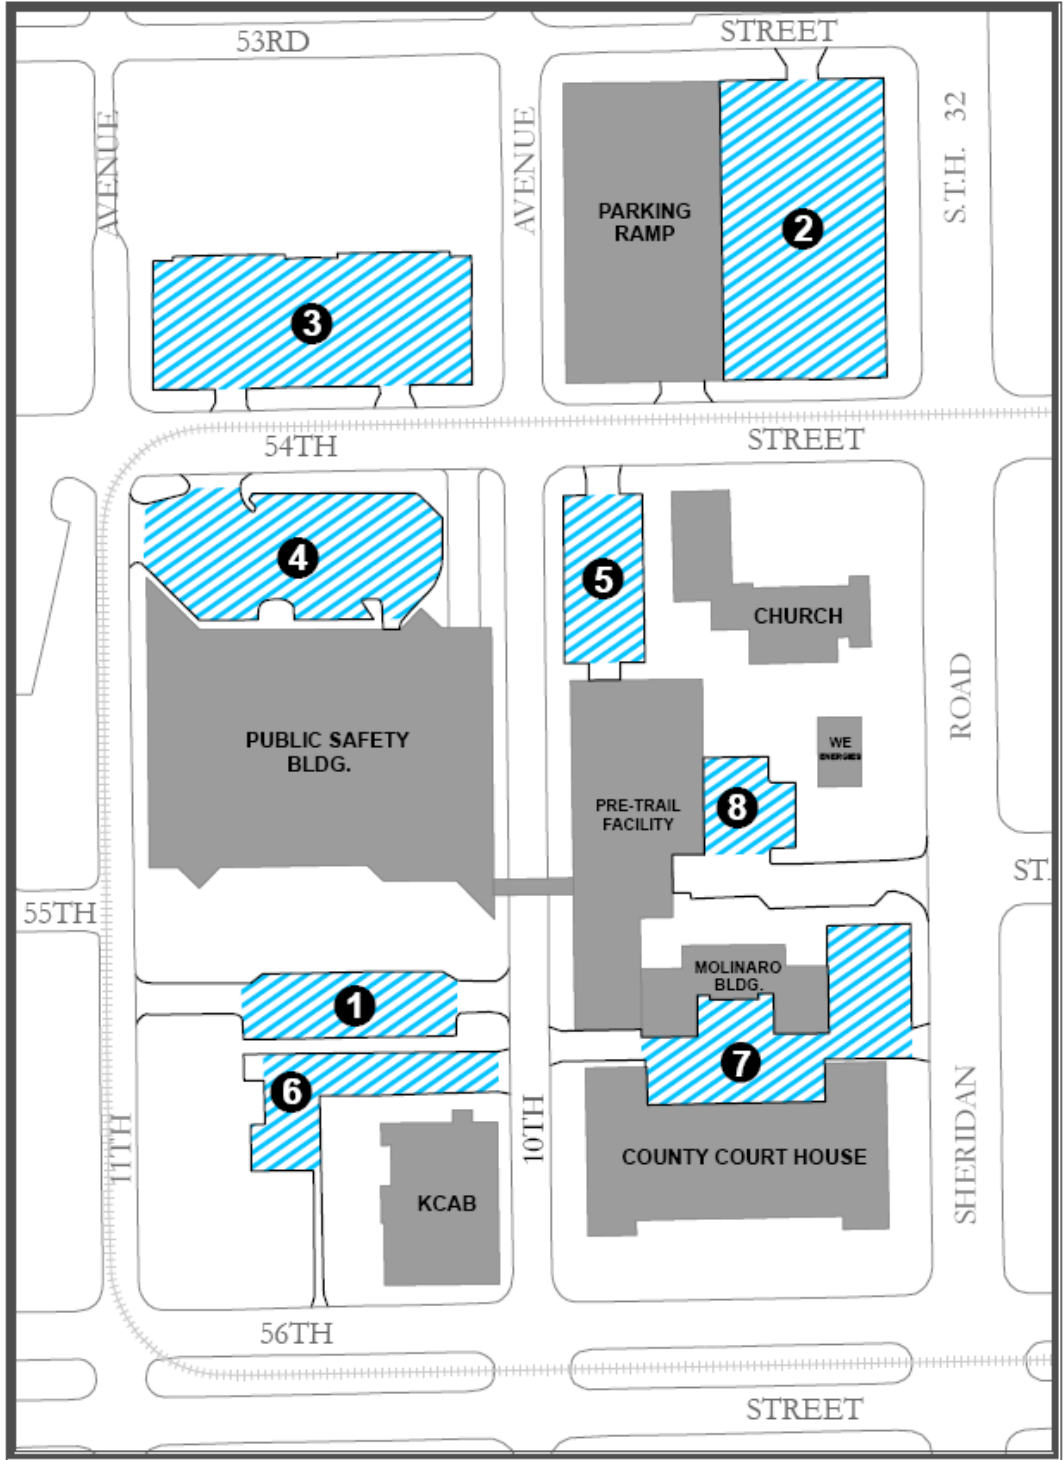 53RD
STREET
AVENUE
AVENUE
S.T.H. 32
PARKING
RAMP
2
3
54TH
STREET
4
5
CHURCH
ROAD
PUBLIC SAFETY
BLDG.
WE
ENERGIES
PRE-TRAIL
FACILITY
8
55TH
ST.
MOLINARO
BLDG.
1
7
6
11TH
10TH
SHERIDAN
COUNTY COURT HOUSE
KCAB
56TH
STREET